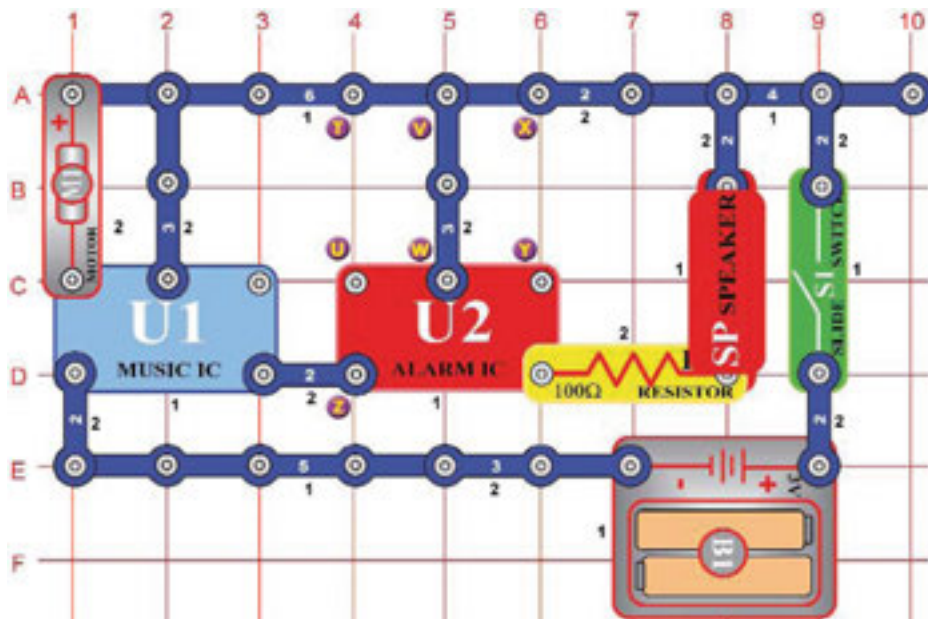 1 2 3 4 5 6 7 8 9 10
A 6 2 4
+ 1 2 1
T V X
2 2 2
B
M1
2 3 2 3 2
U W Y
MOTOR
1 1
C
U1 U2 SP SPEAKER S1 SLIDE SWITCH
2
D MUSIC IC 2 ALARM IC
100Ω RESISTOR
1 2 1
Z
2 2 2 2
E 5 3 - + 3V
1 2
1
F B1